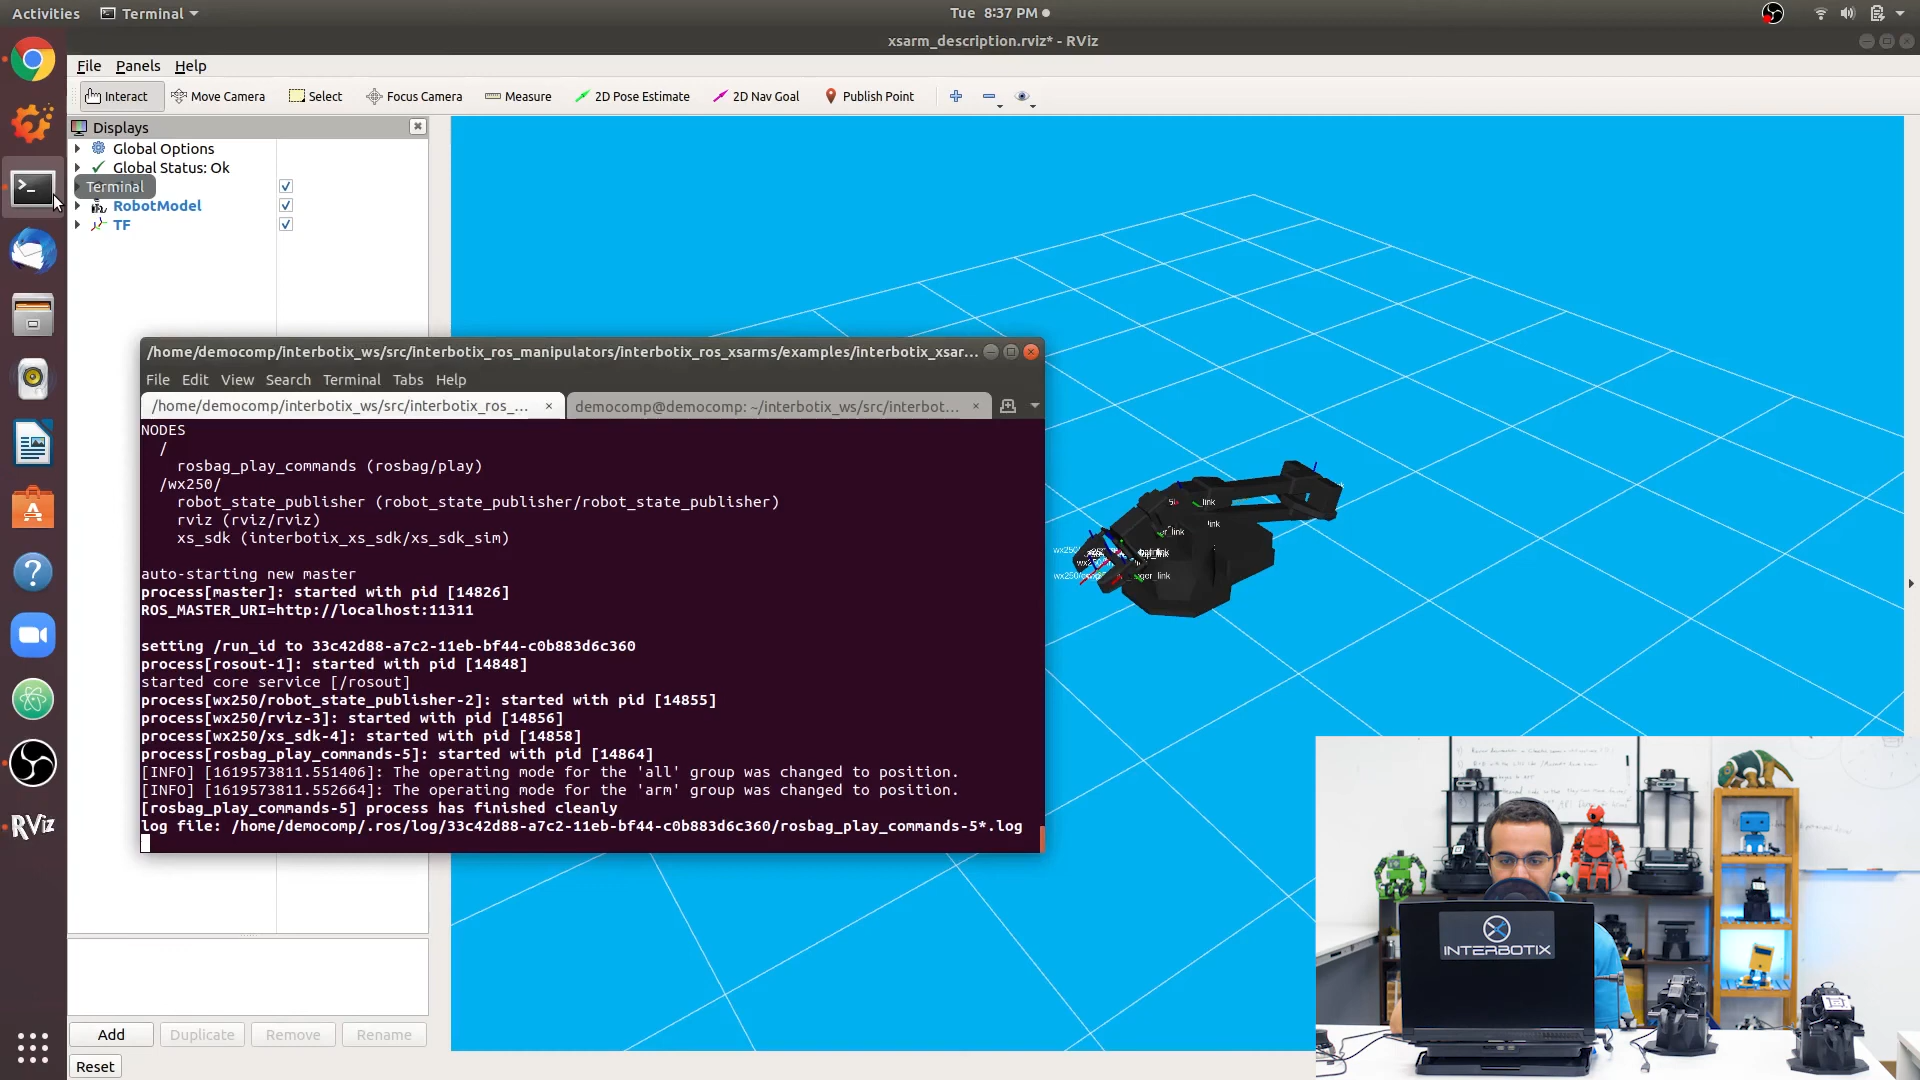 Activities
Terminal
Tue 8:37 PM
xsarm_description.rviz* - RViz
File Panels Help
Interact
Move Camera
Select
Focus Camera
Measure
2D Pose Estimate
2D Nav Goal
Publish Point
Displays
Global Options
Global Status: Ok
Terminal
RobotModel
TF
/home/democomp/interbotix_ws/src/interbotix_ros_manipulators/interbotix_ros_xsarms/examples/interbotix_xsar...
File Edit View Search Terminal Tabs Help
/home/democomp/interbotix_ws/src/interbotix_ros_...
democomp@democomp: ~/interbotix_ws/src/interbot...
NODES
/
rosbag_play_commands (rosbag/play)
/wx250/
robot_state_publisher (robot_state_publisher/robot_state_publisher)
rviz (rviz/rviz)
xs_sdk (interbotix_xs_sdk/xs_sdk_sim)
auto-starting new master
process[master]: started with pid [14826]
ROS_MASTER_URI=http://localhost:11311
setting /run_id to 33c42d88-a7c2-11eb-bf44-c0b883d6c360
process[rosout-1]: started with pid [14848]
started core service [/rosout]
process[wx250/robot_state_publisher-2]: started with pid [14855]
process[wx250/rviz-3]: started with pid [14856]
process[wx250/xs_sdk-4]: started with pid [14858]
process[rosbag_play_commands-5]: started with pid [14864]
[INFO] [1619573811.551406]: The operating mode for the 'all' group was changed to position.
[INFO] [1619573811.552664]: The operating mode for the 'arm' group was changed to position.
[rosbag_play_commands-5] process has finished cleanly
log file: /home/democomp/.ros/log/33c42d88-a7c2-11eb-bf44-c0b883d6c360/rosbag_play_commands-5*.log
RViz
Add
Duplicate
Remove
Rename
Reset
INTERBOTIX